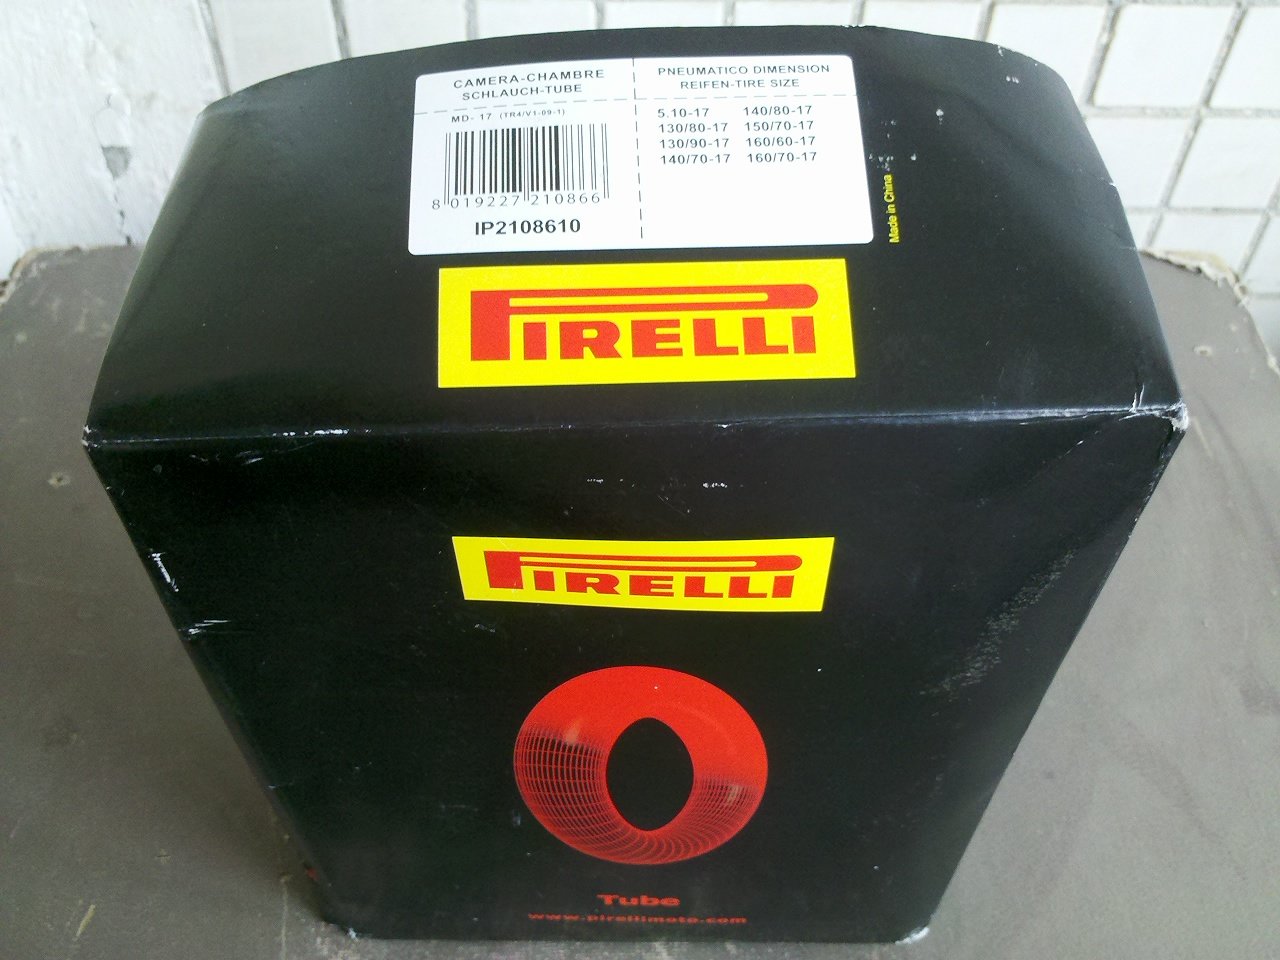 CAMERA-CHAMBRE
SCHLAUCH-TUBE
MD- 17 (TR4/V1-09-1)
8 019227 210866
IP2108610
PNEUMATICO DIMENSION
REIFEN-TIRE SIZE
5.10-17 140/80-17
130/80-17 150/70-17
130/90-17 160/60-17
140/70-17 160/70-17
Made in China
PIRELLI
PIRELLI
Tube
www.pirellimoto.com